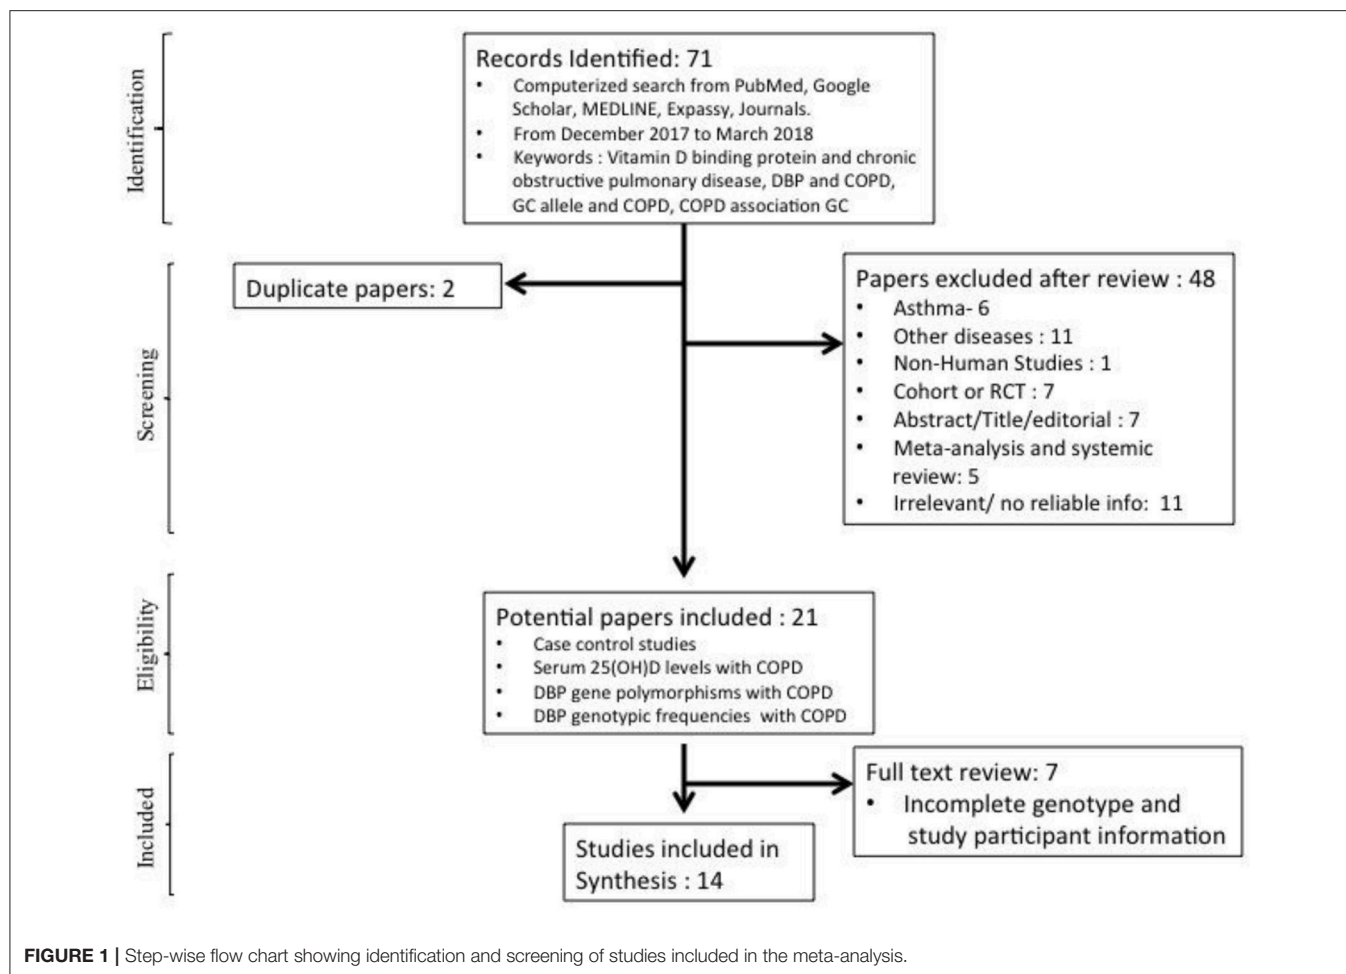 Identification
Records Identified: 71
• Computerized search from PubMed, Google
Scholar, MEDLINE, Expassy, Journals.
• From December 2017 to March 2018
• Keywords : Vitamin D binding protein and chronic
obstructive pulmonary disease, DBP and COPD,
GC allele and COPD, COPD association GC
Screening
Duplicate papers: 2
Papers excluded after review : 48
• Asthma- 6
• Other diseases : 11
• Non-Human Studies : 1
• Cohort or RCT : 7
• Abstract/Title/editorial : 7
• Meta-analysis and systemic
review: 5
• Irrelevant/ no reliable info: 11
Eligibility
Potential papers included : 21
• Case control studies
• Serum 25(OH)D levels with COPD
• DBP gene polymorphisms with COPD
• DBP genotypic frequencies with COPD
Included
Full text review: 7
• Incomplete genotype and
study participant information
Studies included in
Synthesis : 14
FIGURE 1 | Step-wise flow chart showing identification and screening of studies included in the meta-analysis.